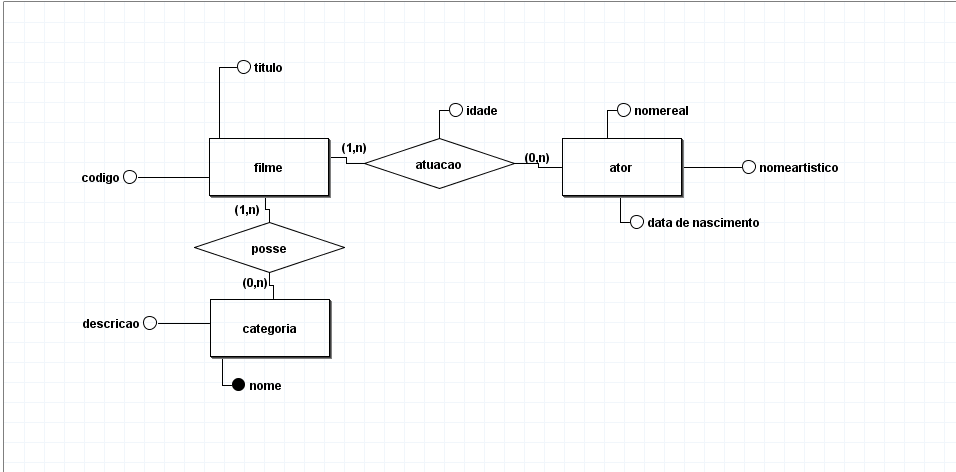 titulo
idade
nomereal
(1,n)
atuacao
(0,n)
filme
ator
nomeartistico
codigo
(1,n)
data de nascimento
posse
(0,n)
descricao
categoria
nome